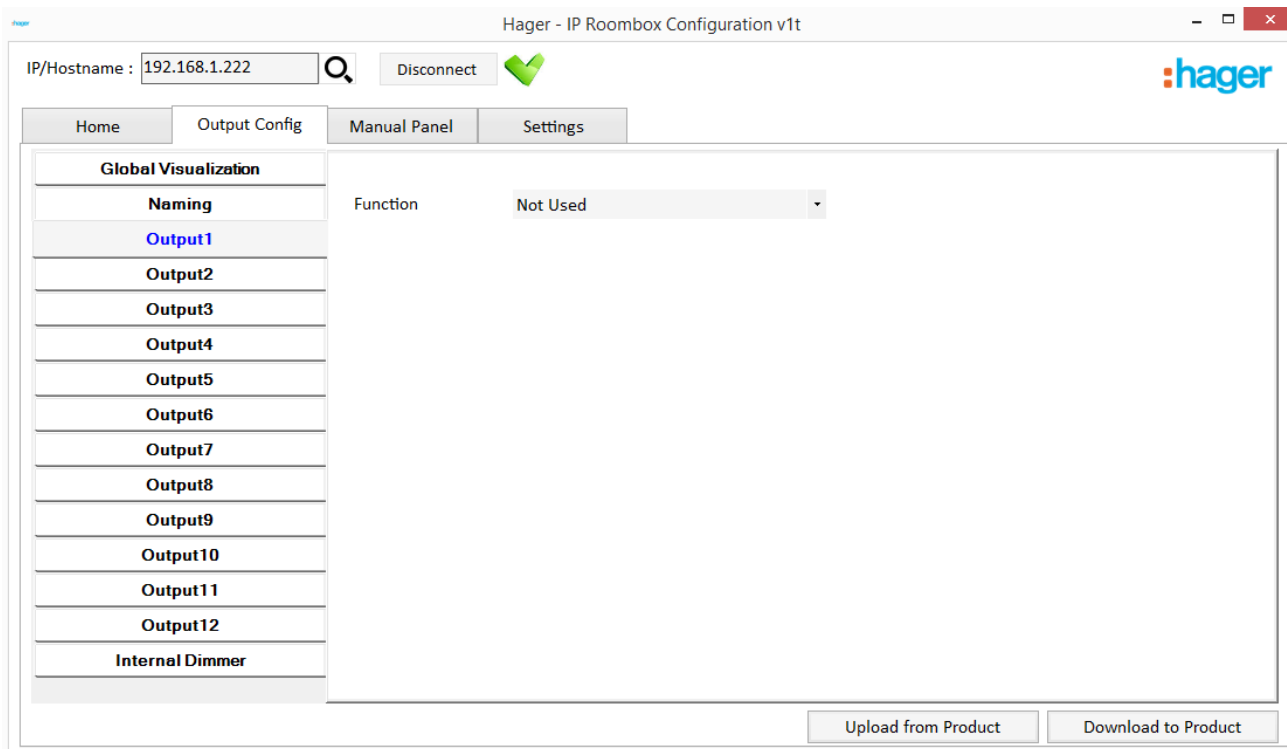 :hager
Hager - IP Roombox Configuration v1t
IP/Hostname : 192.168.1.222 Disconnect
:hager
Home Output Config Manual Panel Settings
Global Visualization
Naming
Function Not Used
Output1
Output2
Output3
Output4
Output5
Output6
Output7
Output8
Output9
Output10
Output11
Output12
Internal Dimmer
Upload from Product Download to Product